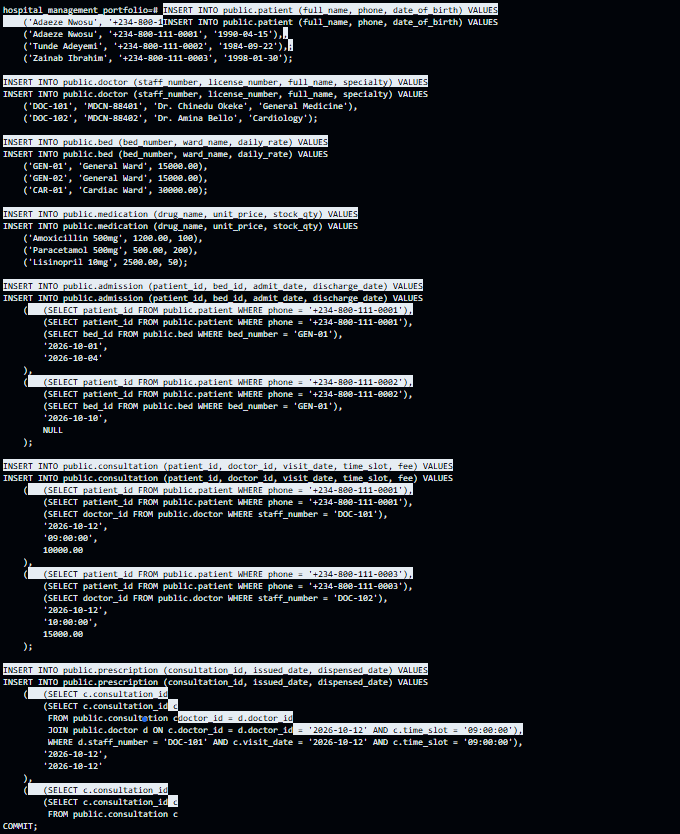 hospital_management_portfolio=# INSERT INTO public.patient (full_name, phone, date_of_birth) VALUES
('Adaeze Nwosu', '+234-800-1INSERT INTO public.patient (full_name, phone, date_of_birth) VALUES
('Adaeze Nwosu', '+234-800-111-0001', '1990-04-15'),,
('Tunde Adeyemi', '+234-800-111-0002', '1984-09-22'),;
('Zainab Ibrahim', '+234-800-111-0003', '1998-01-30');
INSERT INTO public.doctor (staff_number, license_number, full_name, specialty) VALUES
INSERT INTO public.doctor (staff_number, license_number, full_name, specialty) VALUES
('DOC-101', 'MDCN-88401', 'Dr. Chinedu Okeke', 'General Medicine'),
('DOC-102', 'MDCN-88402', 'Dr. Amina Bello', 'Cardiology');
INSERT INTO public.bed (bed_number, ward_name, daily_rate) VALUES
INSERT INTO public.bed (bed_number, ward_name, daily_rate) VALUES
('GEN-01', 'General Ward', 15000.00),
('GEN-02', 'General Ward', 15000.00),
('CAR-01', 'Cardiac Ward', 30000.00);
INSERT INTO public.medication (drug_name, unit_price, stock_qty) VALUES
INSERT INTO public.medication (drug_name, unit_price, stock_qty) VALUES
('Amoxicillin 500mg', 1200.00, 100),
('Paracetamol 500mg', 500.00, 200),
('Lisinopril 10mg', 2500.00, 50);
INSERT INTO public.admission (patient_id, bed_id, admit_date, discharge_date) VALUES
INSERT INTO public.admission (patient_id, bed_id, admit_date, discharge_date) VALUES
( (SELECT patient_id FROM public.patient WHERE phone = '+234-800-111-0001'),
(SELECT patient_id FROM public.patient WHERE phone = '+234-800-111-0001'),
(SELECT bed_id FROM public.bed WHERE bed_number = 'GEN-01'),
'2026-10-01',
'2026-10-04'
),
( (SELECT patient_id FROM public.patient WHERE phone = '+234-800-111-0002'),
(SELECT patient_id FROM public.patient WHERE phone = '+234-800-111-0002'),
(SELECT bed_id FROM public.bed WHERE bed_number = 'GEN-01'),
'2026-10-10',
NULL
);
INSERT INTO public.consultation (patient_id, doctor_id, visit_date, time_slot, fee) VALUES
INSERT INTO public.consultation (patient_id, doctor_id, visit_date, time_slot, fee) VALUES
( (SELECT patient_id FROM public.patient WHERE phone = '+234-800-111-0001'),
(SELECT patient_id FROM public.patient WHERE phone = '+234-800-111-0001'),
(SELECT doctor_id FROM public.doctor WHERE staff_number = 'DOC-101'),
'2026-10-12',
'09:00:00',
10000.00
),
( (SELECT patient_id FROM public.patient WHERE phone = '+234-800-111-0003'),
(SELECT patient_id FROM public.patient WHERE phone = '+234-800-111-0003'),
(SELECT doctor_id FROM public.doctor WHERE staff_number = 'DOC-102'),
'2026-10-12',
'10:00:00',
15000.00
);
INSERT INTO public.prescription (consultation_id, issued_date, dispensed_date) VALUES
INSERT INTO public.prescription (consultation_id, issued_date, dispensed_date) VALUES
( (SELECT c.consultation_id
(SELECT c.consultation_id c
FROM public.consultation cdoctor_id = d.doctor_id
JOIN public.doctor d ON c.doctor_id = d.doctor_id = '2026-10-12' AND c.time_slot = '09:00:00'),
WHERE d.staff_number = 'DOC-101' AND c.visit_date = '2026-10-12' AND c.time_slot = '09:00:00'),
'2026-10-12',
'2026-10-12'
),
( (SELECT c.consultation_id
(SELECT c.consultation_id c
FROM public.consultation c
COMMIT;